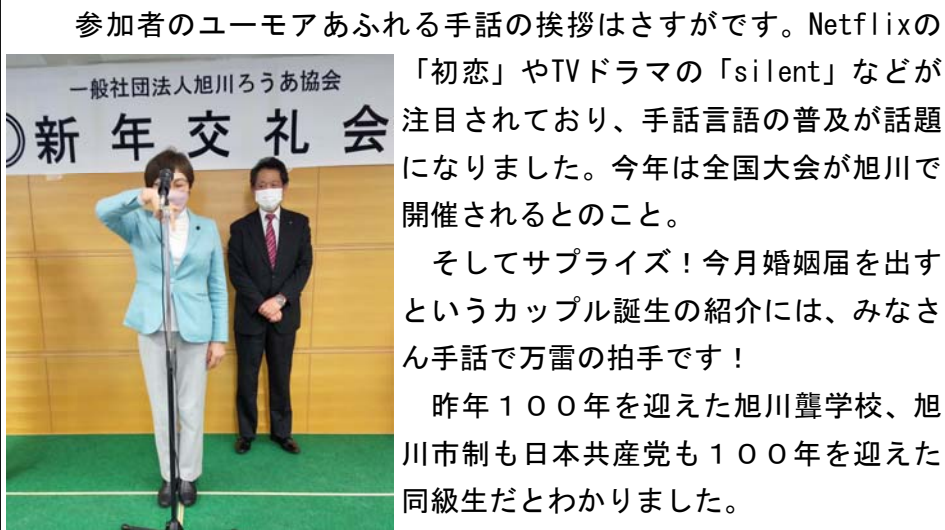 参加者のユーモアあふれる手話の挨拶はさすがです。Netflixの
「初恋」やTVドラマの「silent」などが
注目されており、手話言語の普及が話題
になりました。今年は全国大会が旭川で
開催されるとのこと。
そしてサプライズ！今月婚姻届を出す
というカップル誕生の紹介には、みなさ
ん手話で万雷の拍手です！
昨年１００年を迎えた旭川聾学校、旭
川市制も日本共産党も１００年を迎えた
同級生だとわかりました。
一般社団法人旭川ろうあ協会
◎新年交礼会